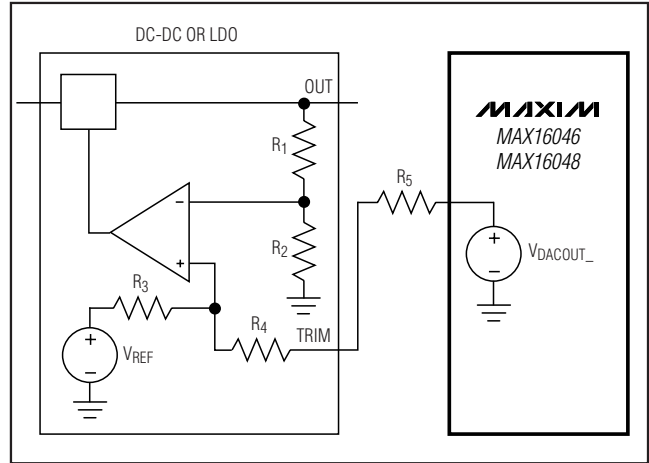 DC-DC OR LDO
OUT
R1
−
R2
+
R3
VREF
+
−
R4
TRIM
R5
MAXIM
MAX16046
MAX16048
+
−
VDACOUT_